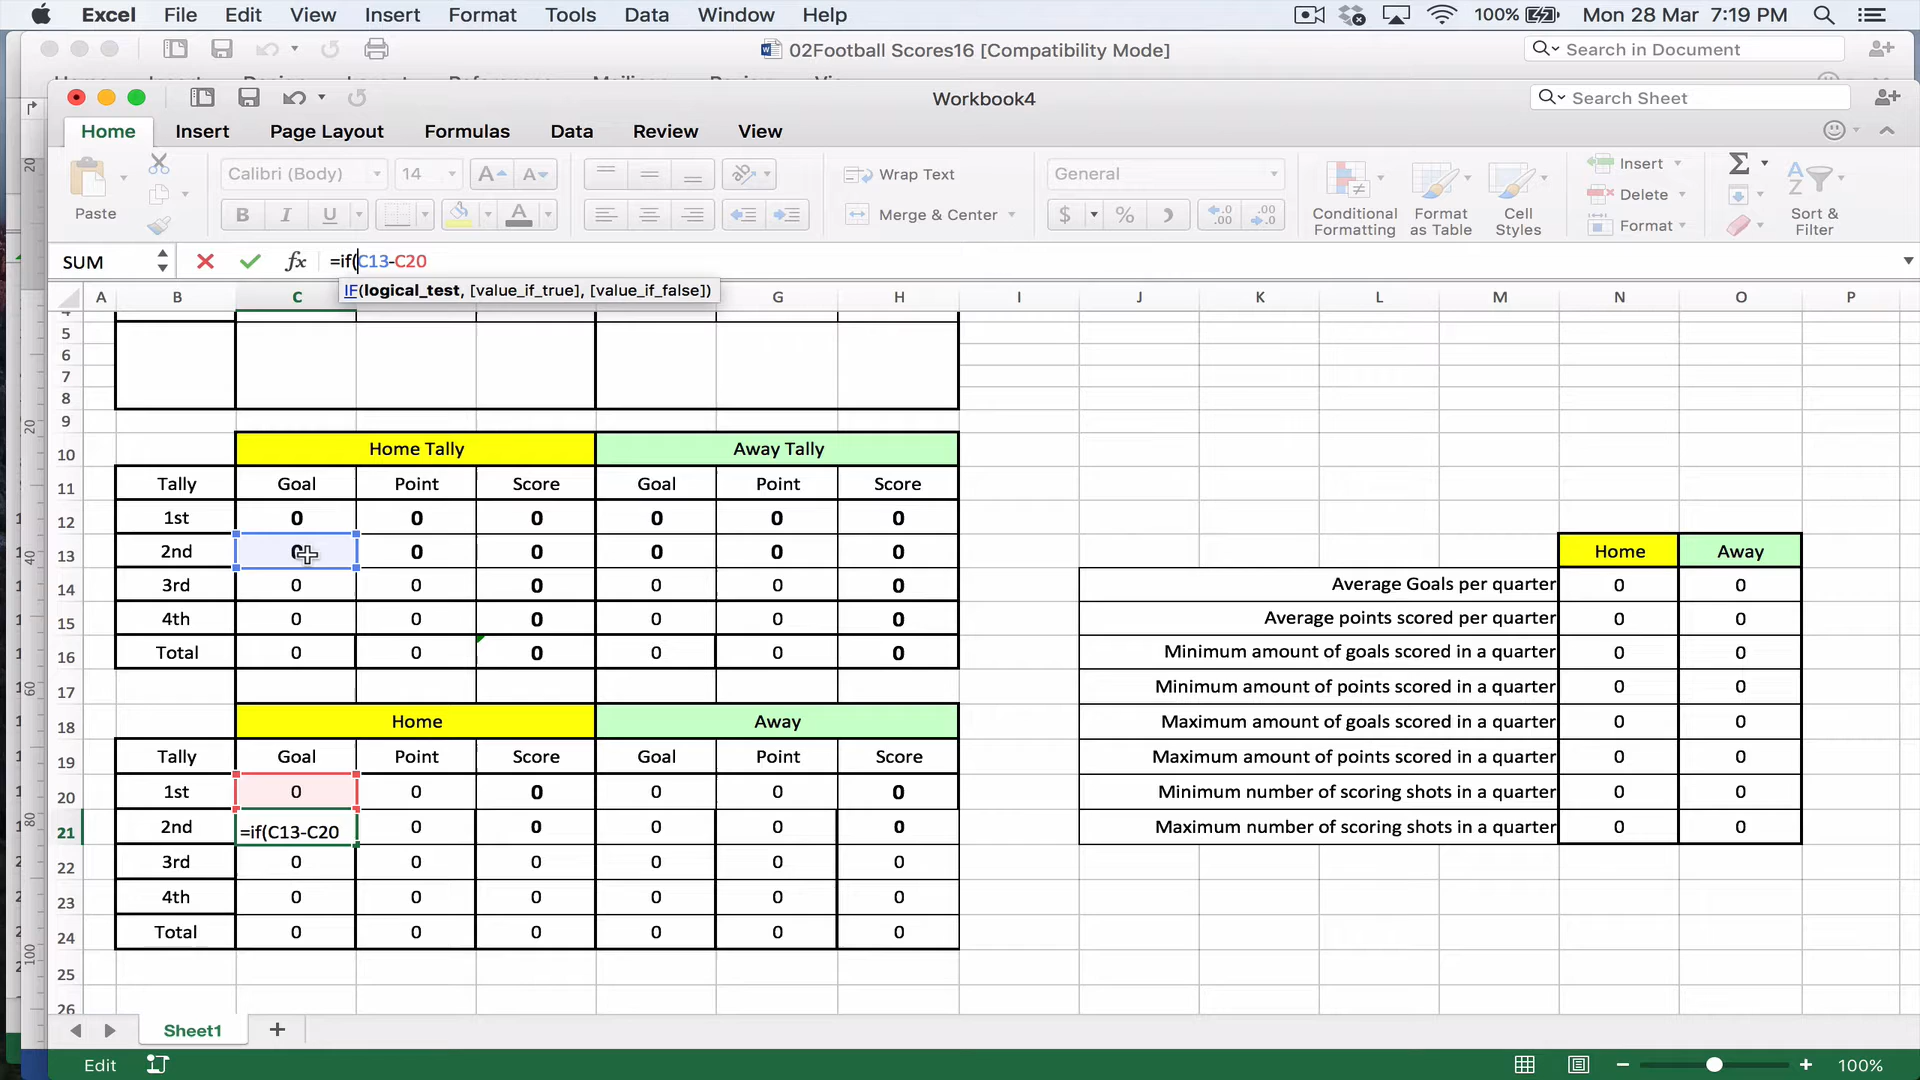 Excel File Edit View Insert Format Tools Data Window Help 100% Mon 28 Mar 7:19 PM
02Football Scores16 [Compatibility Mode] Search in Document
Workbook4 Search Sheet
Home Insert Page Layout Formulas Data Review View
Paste Calibri (Body) 14 A A Wrap Text General Conditional Formatting Format as Table Cell Styles Insert Σ Sort & Filter
Delete
B I U A Merge & Center $ % Format
SUM fx =if(C13-C20
IF(logical_test, [value_if_true], [value_if_false])
A B C G H I J K L M N O P
5
6
7
8
9
10 Home Tally Away Tally
11 Tally Goal Point Score Goal Point Score
12 1st 0 0 0 0 0 0
13 2nd 0 0 0 0 0 Home Away
14 3rd 0 0 0 0 0 0 Average Goals per quarter 0 0
15 4th 0 0 0 0 0 0 Average points scored per quarter 0 0
16 Total 0 0 0 0 0 0 Minimum amount of goals scored in a quarter 0 0
17 Minimum amount of points scored in a quarter 0 0
18 Home Away Maximum amount of goals scored in a quarter 0 0
19 Tally Goal Point Score Goal Point Score Maximum amount of points scored in a quarter 0 0
20 1st 0 0 0 0 0 0 Minimum number of scoring shots in a quarter 0 0
21 2nd =if(C13-C20 0 0 0 0 0 Maximum number of scoring shots in a quarter 0 0
22 3rd 0 0 0 0 0 0
23 4th 0 0 0 0 0 0
24 Total 0 0 0 0 0 0
25
26
Sheet1 +
Edit 100%